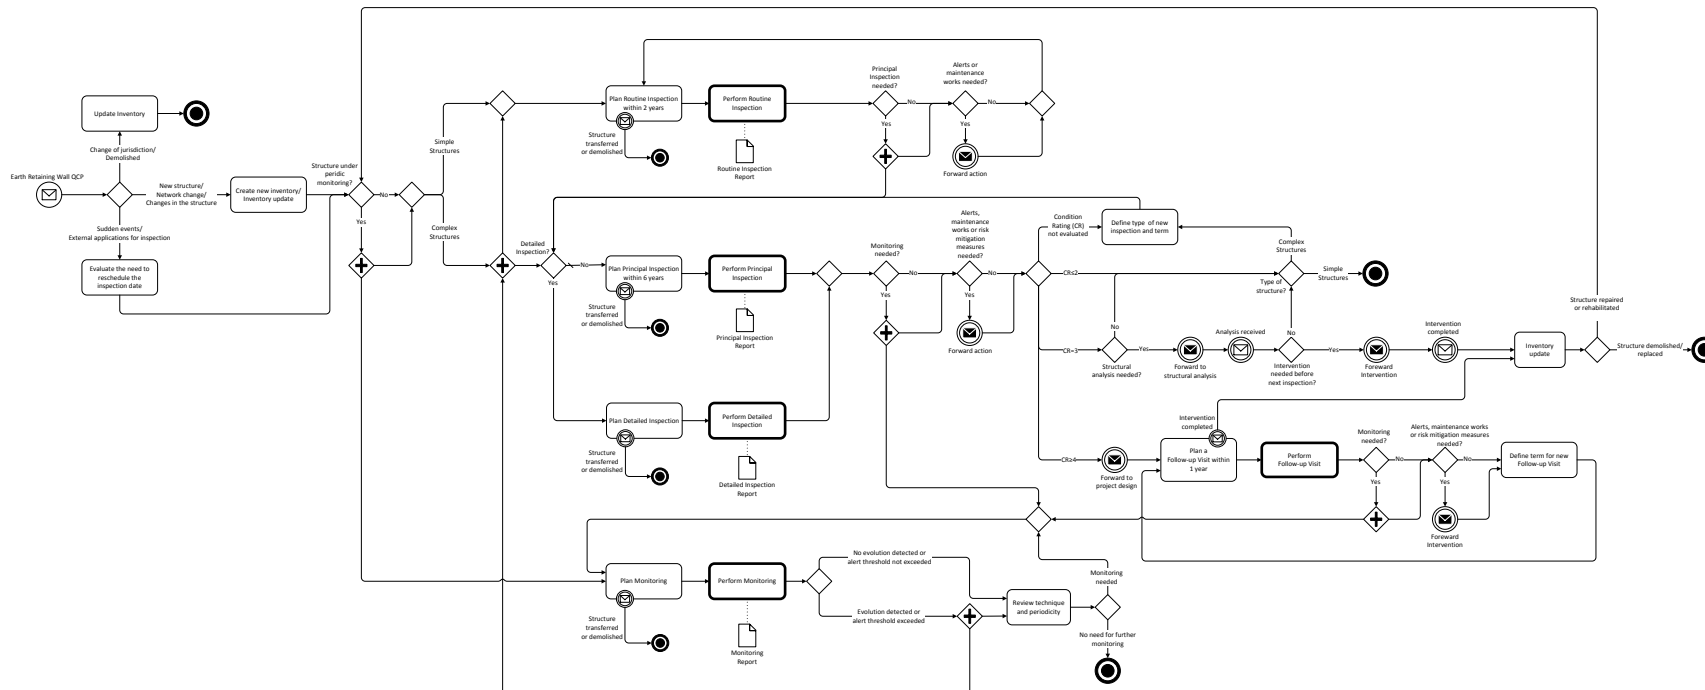 Earth Retaining Wall QCP
Update Inventory
Change of jurisdiction/
Demolished
New structure/
Network change/
Changes in the structure
Sudden events/
External applications for inspection
Evaluate the need to
reschedule the
inspection date
Create new inventory/
Inventory update
Structure under
peridic
monitoring?
No
Yes
Simple
Structures
Complex
Structures
Plan Routine Inspection
within 2 years
Structure
transferred
or demolished
Perform Routine
Inspection
Routine Inspection
Report
Principal
Inspection
needed?
No
Yes
Alerts or
maintenance
works needed?
No
Yes
Forward action
Detailed
Inspection?
No
Yes
Plan Principal Inspection
within 6 years
Structure
transferred
or demolished
Perform Principal
Inspection
Principal Inspection
Report
Monitoring
needed?
No
Yes
Alerts,
maintenance
works or risk
mitigation
measures
needed?
No
Yes
Forward action
Condition
Rating (CR)
not evaluated
Define type of new
inspection and term
CR≤2
CR=3
CR≥4
Complex
Structures
Type of
structure?
Simple
Structures
No
Structural
analysis needed?
Yes
Forward to
structural analysis
Analysis received
No
Intervention
needed before
next inspection?
Yes
Foreward
Intervention
Intervention
completed
Inventory
update
Structure repaired
or rehabilitated
Structure demolished/
replaced
Plan Detailed Inspection
Structure
transferred
or demolished
Perform Detailed
Inspection
Detailed Inspection
Report
Forward to
project design
Intervention
completed
Plan a
Follow-up Visit within
1 year
Perform
Follow-up Visit
Monitoring
needed?
No
Yes
Alerts, maintenance works
or risk mitigation measures
needed?
No
Yes
Foreward
Intervention
Define term for new
Follow-up Visit
Plan Monitoring
Structure
transferred
or demolished
Perform Monitoring
Monitoring
Report
No evolution detected or
alert threshold not exceeded
Evolution detected or
alert threshold exceeded
Review technique
and periodicity
Monitoring
needed
No need for further
monitoring